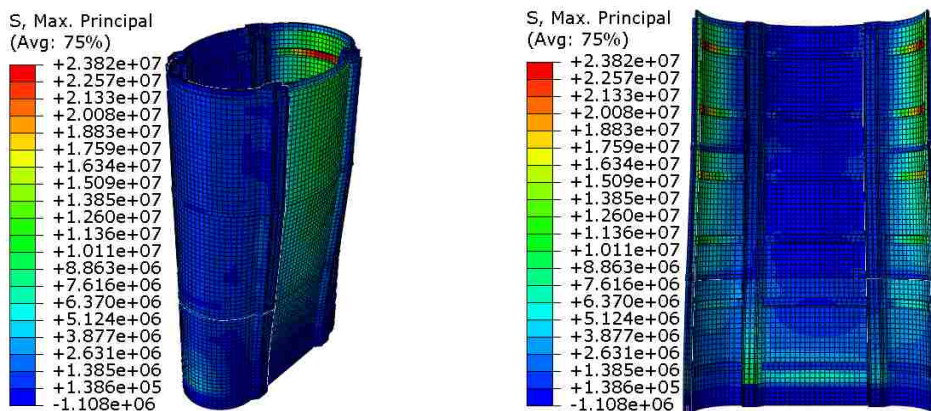 S, Max. Principal
(Avg: 75%)
+2.382e+07
+2.257e+07
+2.133e+07
+2.008e+07
+1.883e+07
+1.759e+07
+1.634e+07
+1.509e+07
+1.385e+07
+1.260e+07
+1.136e+07
+1.011e+07
+8.863e+06
+7.616e+06
+6.370e+06
+5.124e+06
+3.877e+06
+2.631e+06
+1.385e+06
+1.386e+05
-1.108e+06
S, Max. Principal
(Avg: 75%)
+2.382e+07
+2.257e+07
+2.133e+07
+2.008e+07
+1.883e+07
+1.759e+07
+1.634e+07
+1.509e+07
+1.385e+07
+1.260e+07
+1.136e+07
+1.011e+07
+8.863e+06
+7.616e+06
+6.370e+06
+5.124e+06
+3.877e+06
+2.631e+06
+1.385e+06
+1.386e+05
-1.108e+06